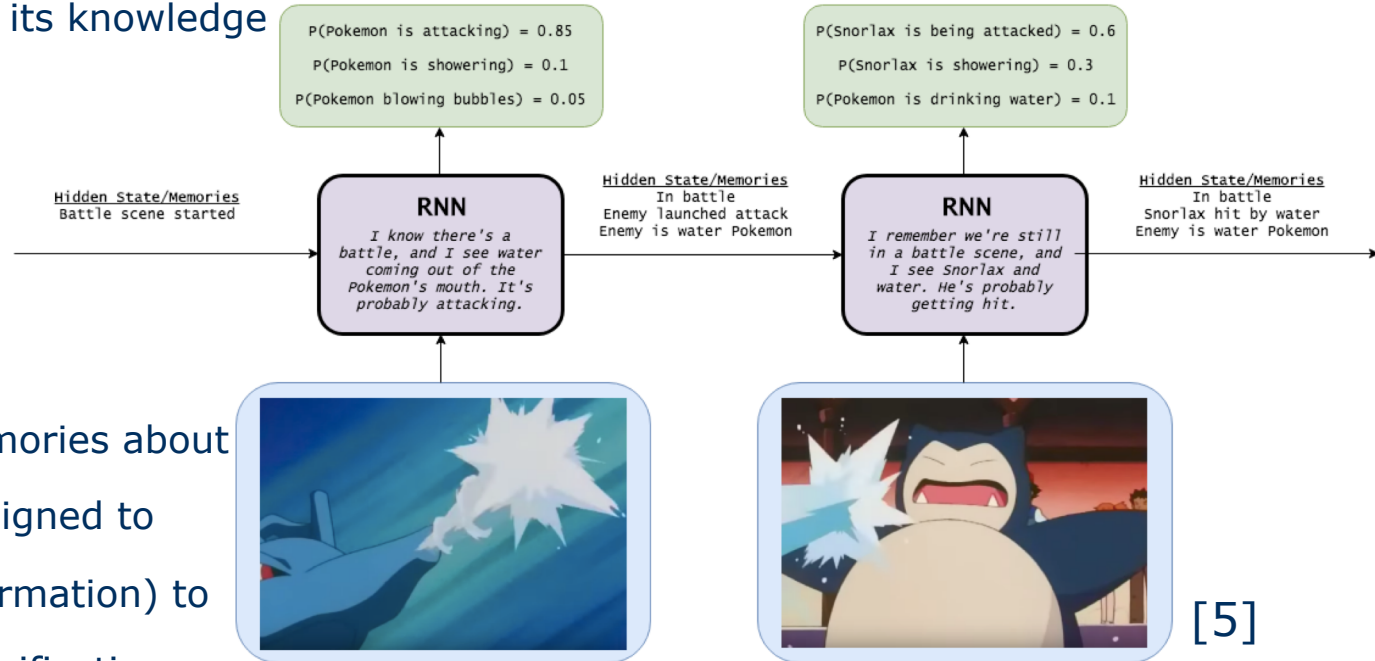 its knowledge
P(Pokemon is attacking) = 0.85
P(Pokemon is showering) = 0.1
P(Pokemon blowing bubbles) = 0.05
P(Snorlax is being attacked) = 0.6
P(Snorlax is showering) = 0.3
P(Pokemon is drinking water) = 0.1
Hidden State/Memories
Battle scene started
RNN
I know there's a
battle, and I see water
coming out of the
Pokemon's mouth. It's
probably attacking.
Hidden State/Memories
In battle
Enemy launched attack
Enemy is water Pokemon
RNN
I remember we're still
in a battle scene, and
I see Snorlax and
water. He's probably
getting hit.
Hidden State/Memories
In battle
Snorlax hit by water
Enemy is water Pokemon
mories about
igned to
rmation) to
[5]